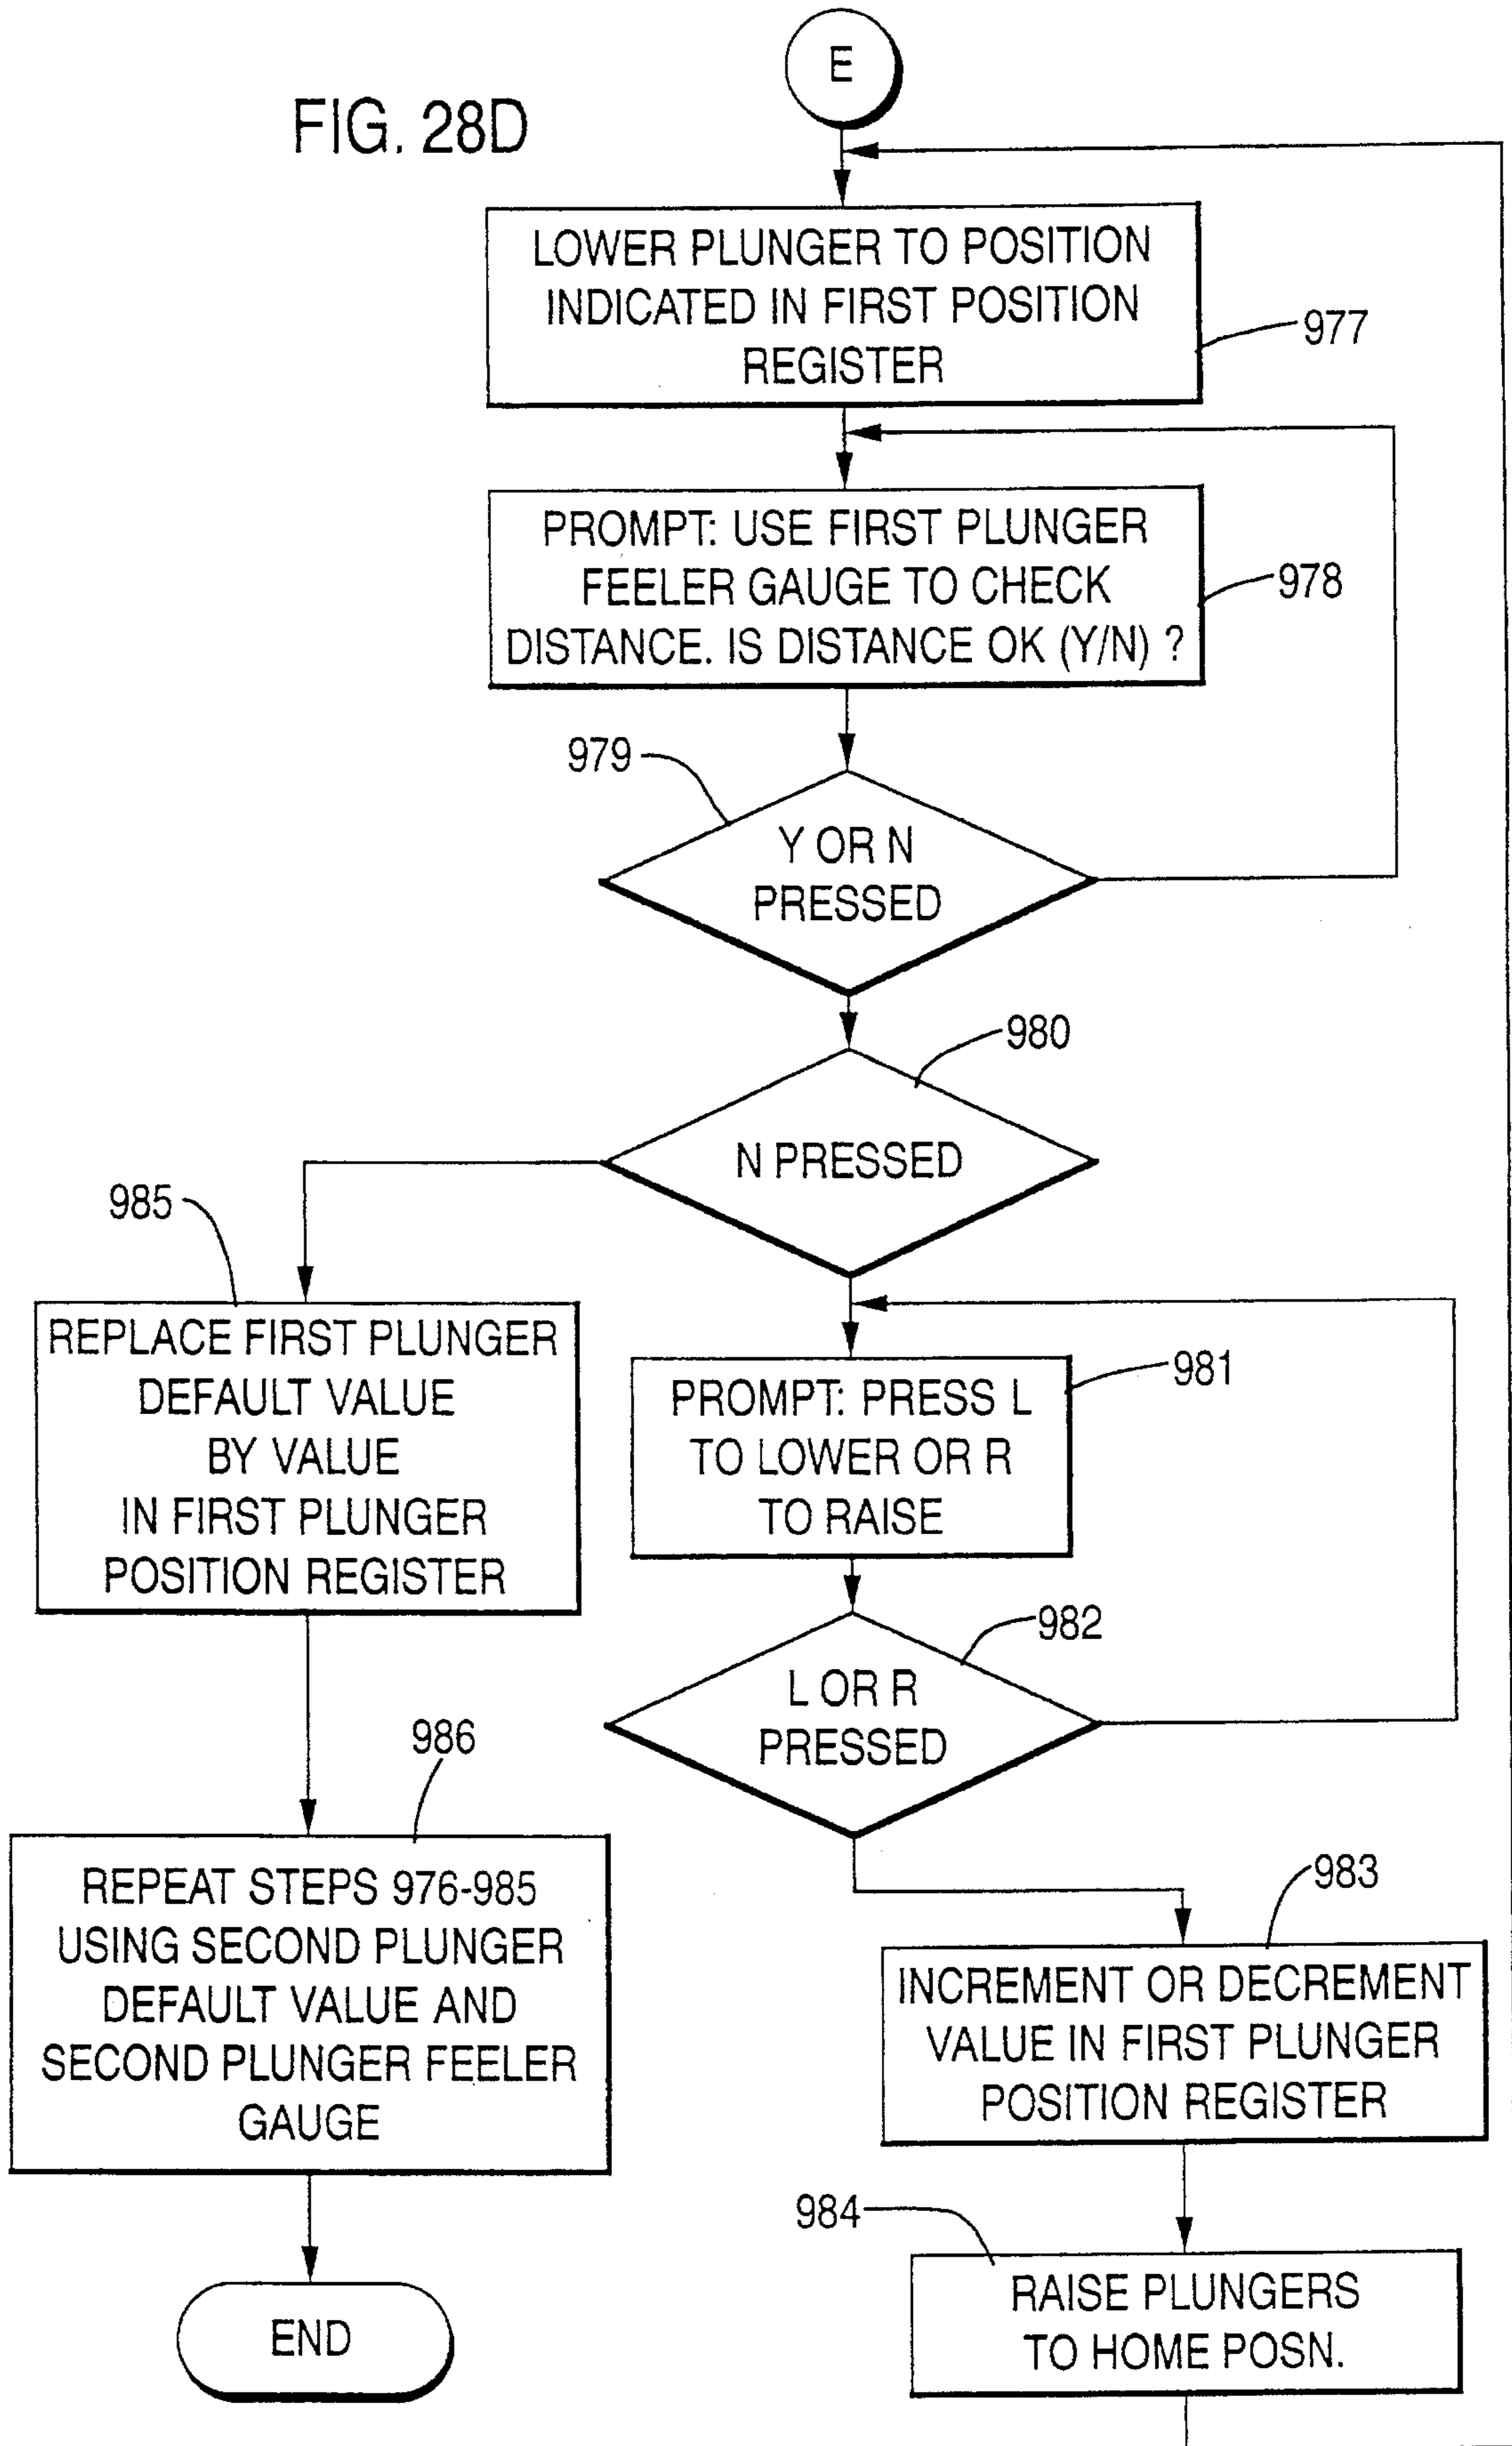 E
FIG. 28D
LOWER PLUNGER TO POSITION
INDICATED IN FIRST POSITION
REGISTER
977
PROMPT: USE FIRST PLUNGER
FEELER GAUGE TO CHECK
DISTANCE. IS DISTANCE OK (Y/N) ?
978
979
Y OR N
PRESSED
980
N PRESSED
985
REPLACE FIRST PLUNGER
DEFAULT VALUE
BY VALUE
IN FIRST PLUNGER
POSITION REGISTER
981
PROMPT: PRESS L
TO LOWER OR R
TO RAISE
982
L OR R
PRESSED
986
REPEAT STEPS 976-985
USING SECOND PLUNGER
DEFAULT VALUE AND
SECOND PLUNGER FEELER
GAUGE
983
INCREMENT OR DECREMENT
VALUE IN FIRST PLUNGER
POSITION REGISTER
984
RAISE PLUNGERS
TO HOME POSN.
END